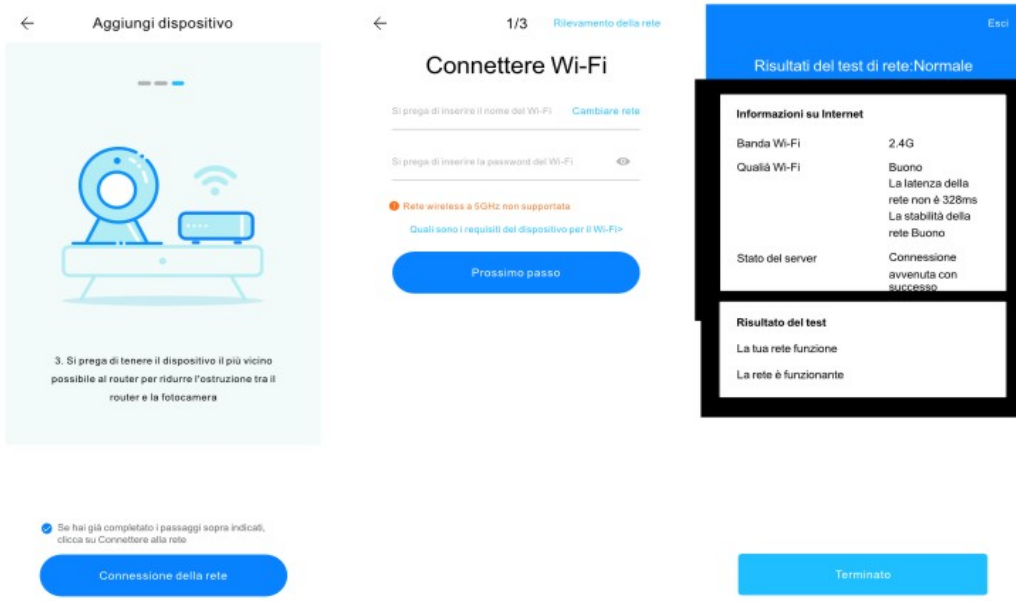 Aggiungi dispositivo
3. Si prega di tenere il dispositivo il più vicino
possibile al router per ridurre l'ostruzione tra il
router e la fotocamera
Se hai già completato i passaggi sopra indicati,
clicca su Connettere alla rete
Connessione della rete
1/3 Rilevamento della rete
Connettere Wi-Fi
Si prega di inserire il nome del Wi-Fi Cambiare rete
Si prega di inserire la password del Wi-Fi
Rete wireless a 5GHz non supportata
Quali sono i requisiti del dispositivo per il Wi-Fi>
Prossimo passo
Esci
Risultati del test di rete:Normale
Informazioni su Internet
Banda Wi-Fi 2.4G
Qualiá Wi-Fi Buono
La latenza della
rete non è 328ms
La stabilità della
rete Buono
Stato del server Connessione
avvenuta con
successo
Risultato del test
La tua rete funzione
La rete è funzionante
Terminato